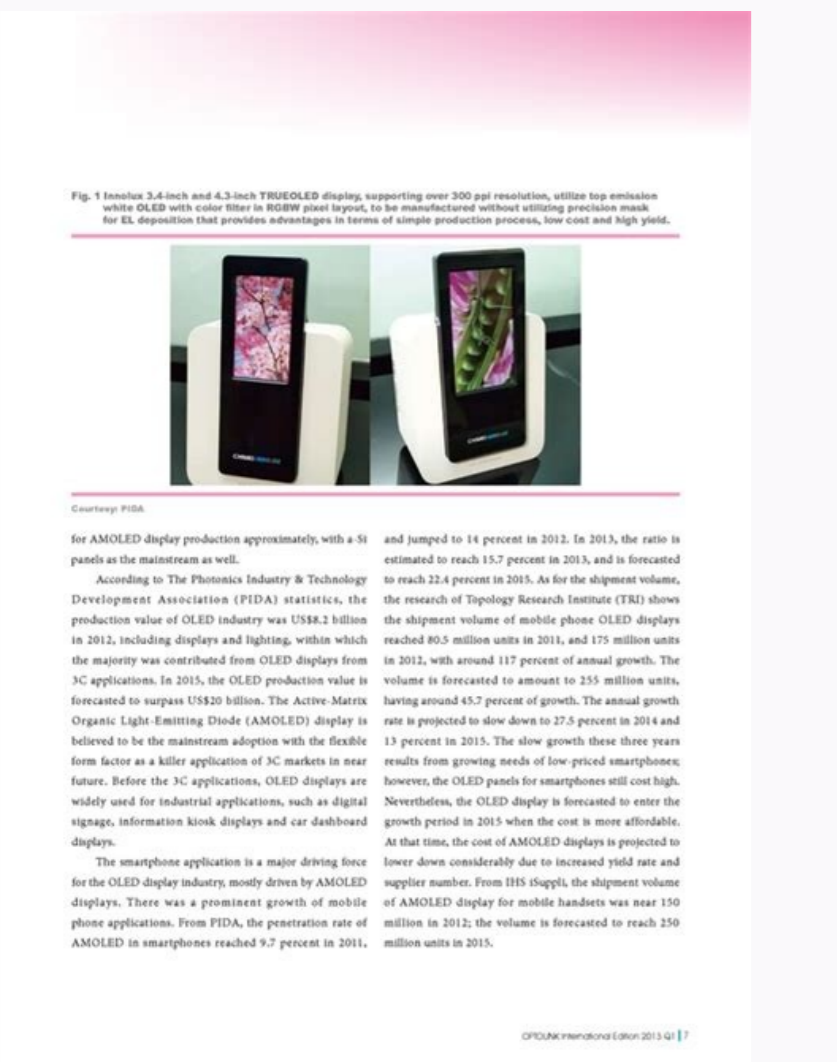 Fig. 1 Innolux 3.4-inch and 4.3-inch TRUEOLED display, supporting over 300 ppi resolution, utilize top emission
white OLED with color filter in RGBW pixel layout, to be manufactured without utilizing precision mask
for EL deposition that provides advantages in terms of simple production process, low cost and high yield.
Courtesy: PIDA
for AMOLED display production approximately, with a-Si
panels as the mainstream as well.
According to The Photonics Industry & Technology
Development Association (PIDA) statistics, the
production value of OLED industry was US$8.2 billion
in 2012, including displays and lighting, within which
the majority was contributed from OLED displays from
3C applications. In 2015, the OLED production value is
forecasted to surpass US$20 billion. The Active-Matrix
Organic Light-Emitting Diode (AMOLED) display is
believed to be the mainstream adoption with the flexible
form factor as a killer application of 3C markets in near
future. Before the 3C applications, OLED displays are
widely used for industrial applications, such as digital
signage, information kiosk displays and car dashboard
displays.
The smartphone application is a major driving force
for the OLED display industry, mostly driven by AMOLED
displays. There was a prominent growth of mobile
phone applications. From PIDA, the penetration rate of
AMOLED in smartphones reached 9.7 percent in 2011,
and jumped to 14 percent in 2012. In 2013, the ratio is
estimated to reach 15.7 percent in 2013, and is forecasted
to reach 22.4 percent in 2015. As for the shipment volume,
the research of Topology Research Institute (TRI) shows
the shipment volume of mobile phone OLED displays
reached 80.5 million units in 2011, and 175 million units
in 2012, with around 117 percent of annual growth. The
volume is forecasted to amount to 255 million units,
having around 45.7 percent of growth. The annual growth
rate is projected to slow down to 27.5 percent in 2014 and
13 percent in 2015. The slow growth these three years
results from growing needs of low-priced smartphones;
however, the OLED panels for smartphones still cost high.
Nevertheless, the OLED display is forecasted to enter the
growth period in 2015 when the cost is more affordable.
At that time, the cost of AMOLED displays is projected to
lower down considerably due to increased yield rate and
supplier number. From IHS iSuppli, the shipment volume
of AMOLED display for mobile handsets was near 150
million in 2012; the volume is forecasted to reach 250
million units in 2015.
OPTOLINK International Edition 2013 Q1 | 7